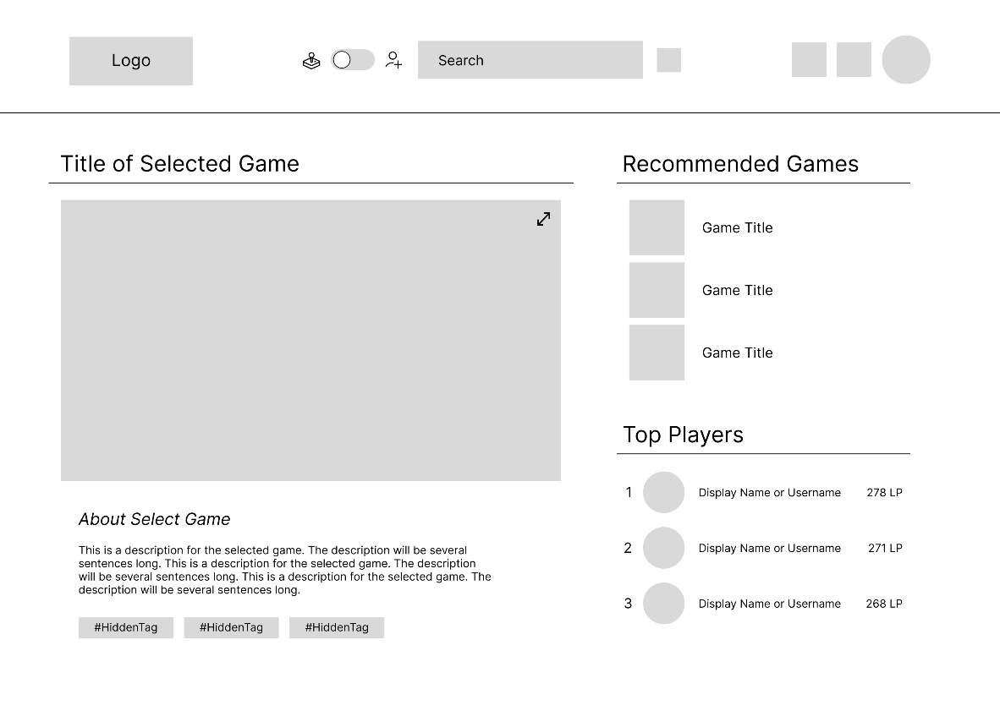 Logo
Search
Title of Selected Game
About Select Game
This is a description for the selected game. The description will be several
sentences long. This is a description for the selected game. The description
will be several sentences long. This is a description for the selected game. The
description will be several sentences long.
#HiddenTag
#HiddenTag
#HiddenTag
Recommended Games
Game Title
Game Title
Game Title
Top Players
1 Display Name or Username 278 LP
2 Display Name or Username 271 LP
3 Display Name or Username 268 LP